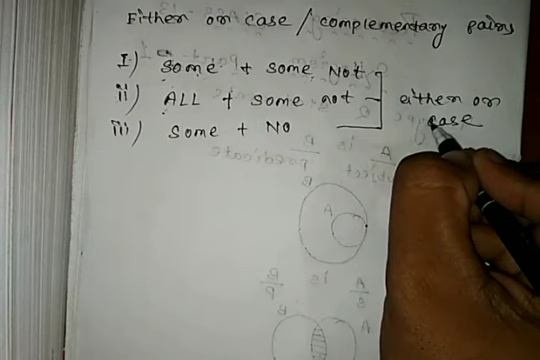 Either or case / complementary pairs
I) Some + some Not
ii) ALL + some not
either or
case
iii) Some + No